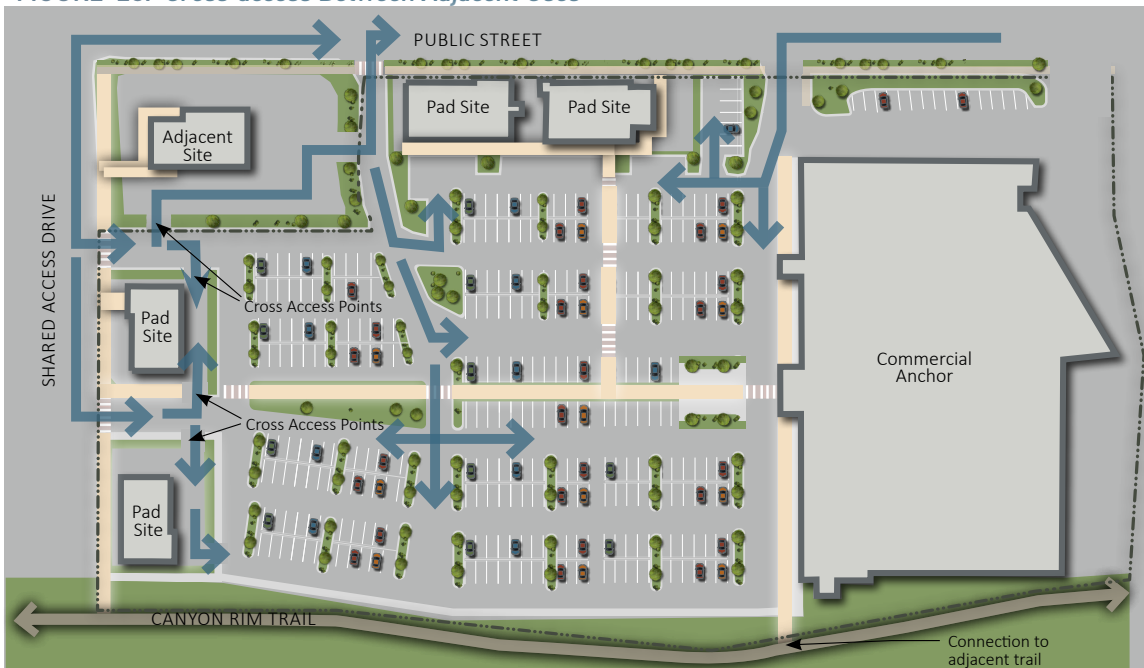 PUBLIC STREET
Pad Site
Pad Site
Adjacent
Site
SHARED ACCESS DRIVE
Cross Access Points
Pad
Site
Commercial
Anchor
Cross Access Points
Pad
Site
CANYON RIM TRAIL
Connection to
adjacent trail